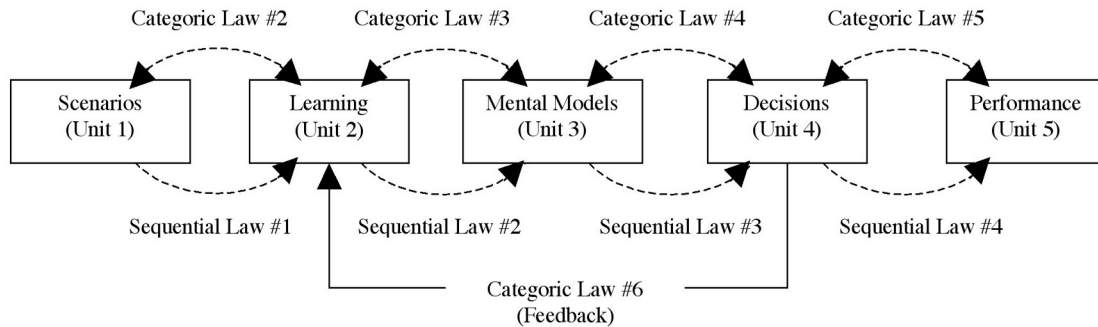 Categoric Law #2
Categoric Law #3
Categoric Law #4
Categoric Law #5
Scenarios
(Unit 1)
Learning
(Unit 2)
Mental Models
(Unit 3)
Decisions
(Unit 4)
Performance
(Unit 5)
Sequential Law #1
Sequential Law #2
Sequential Law #3
Sequential Law #4
Categoric Law #6
(Feedback)